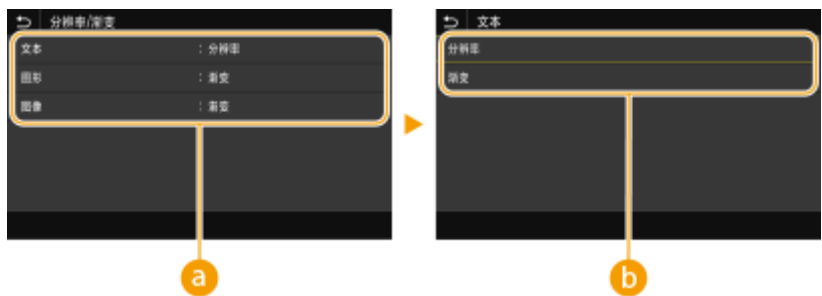 分辨率/渐变
文本 : 分辨率
图形 : 渐变
图像 : 渐变
a
文本
分辨率
渐变
b